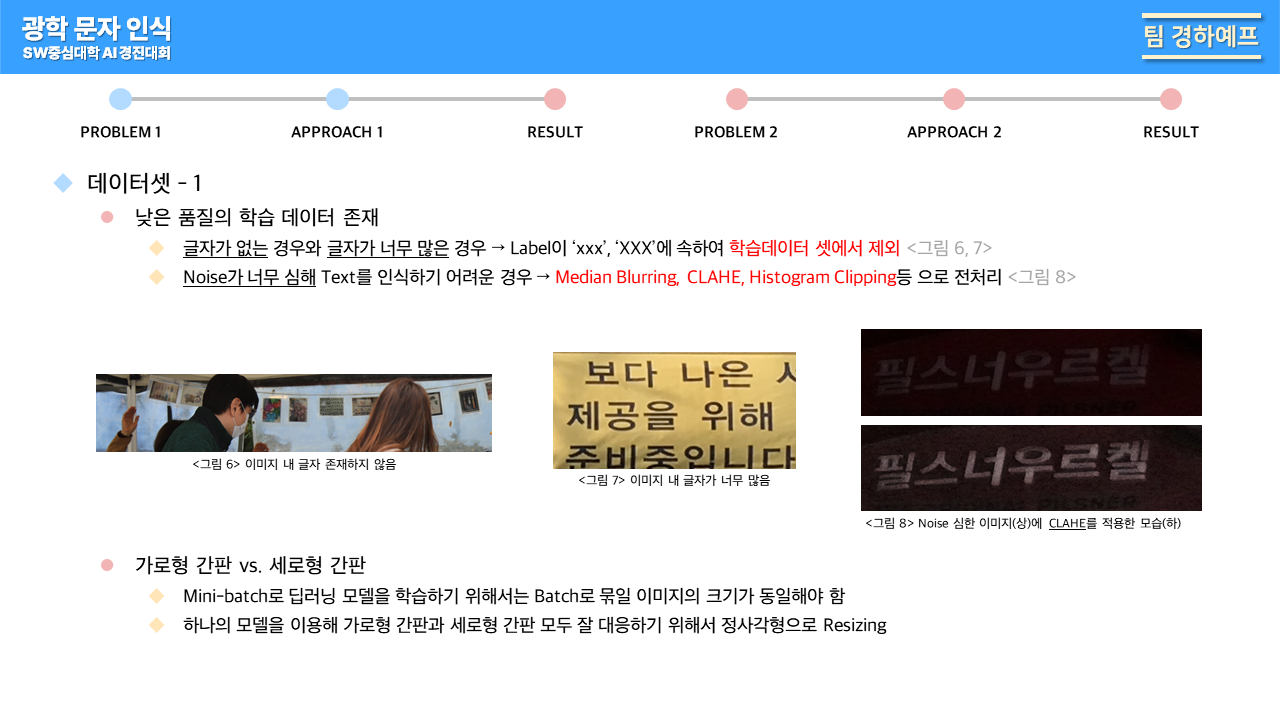 광학 문자 인식
SW중심대학 AI 경진대회
팀 경하예프
PROBLEM 1
APPROACH 1
RESULT
PROBLEM 2
APPROACH 2
RESULT
데이터셋 - 1
낮은 품질의 학습 데이터 존재
글자가 없는 경우와 글자가 너무 많은 경우 → Label이 ‘xxx’, ‘XXX’에 속하여 학습데이터 셋에서 제외 <그림 6, 7>
Noise가 너무 심해 Text를 인식하기 어려운 경우 → Median Blurring, CLAHE, Histogram Clipping등 으로 전처리 <그림 8>
<그림 6> 이미지 내 글자 존재하지 않음
보다 나은
제공을 위해
준비중입니다
<그림 7> 이미지 내 글자가 너무 많음
필스너우르켈
PILSNER
필스너우르켈
PILSNER
<그림 8> Noise 심한 이미지(상)에 CLAHE를 적용한 모습(하)
가로형 간판 vs. 세로형 간판
Mini-batch로 딥러닝 모델을 학습하기 위해서는 Batch로 묶일 이미지의 크기가 동일해야 함
하나의 모델을 이용해 가로형 간판과 세로형 간판 모두 잘 대응하기 위해서 정사각형으로 Resizing